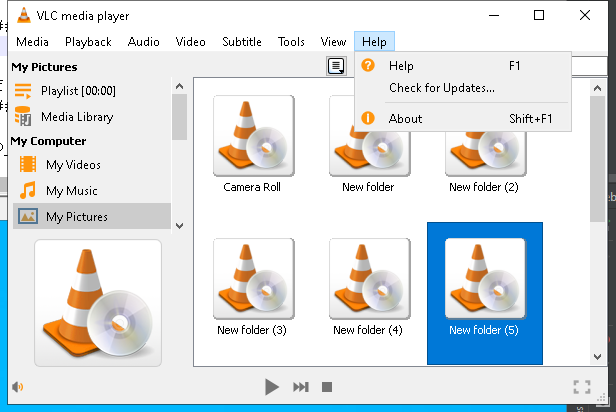 VLC media player
Media Playback Audio Video Subtitle Tools View Help
My Pictures
Playlist [00:00]
Media Library
My Computer
My Videos
My Music
My Pictures
Help F1
Check for Updates...
About Shift+F1
Camera Roll
New folder
New folder (2)
New folder (3)
New folder (4)
New folder (5)